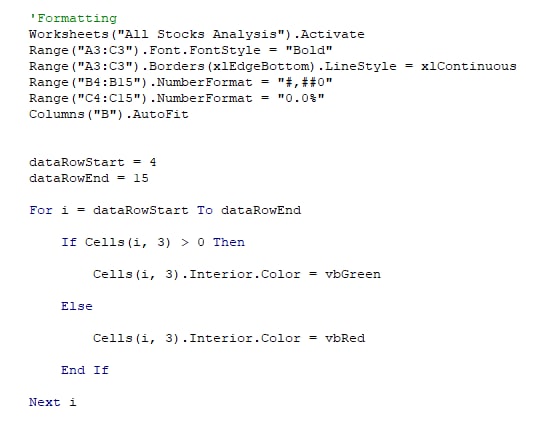 'Formatting
Worksheets("All Stocks Analysis").Activate
Range("A3:C3").Font.FontStyle = "Bold"
Range("A3:C3").Borders(xlEdgeBottom).LineStyle = xlContinuous
Range("B4:B15").NumberFormat = "#,##0"
Range("C4:C15").NumberFormat = "0.0%"
Columns("B").AutoFit
dataRowStart = 4
dataRowEnd = 15
For i = dataRowStart To dataRowEnd
If Cells(i, 3) > 0 Then
Cells(i, 3).Interior.Color = vbGreen
Else
Cells(i, 3).Interior.Color = vbRed
End If
Next i